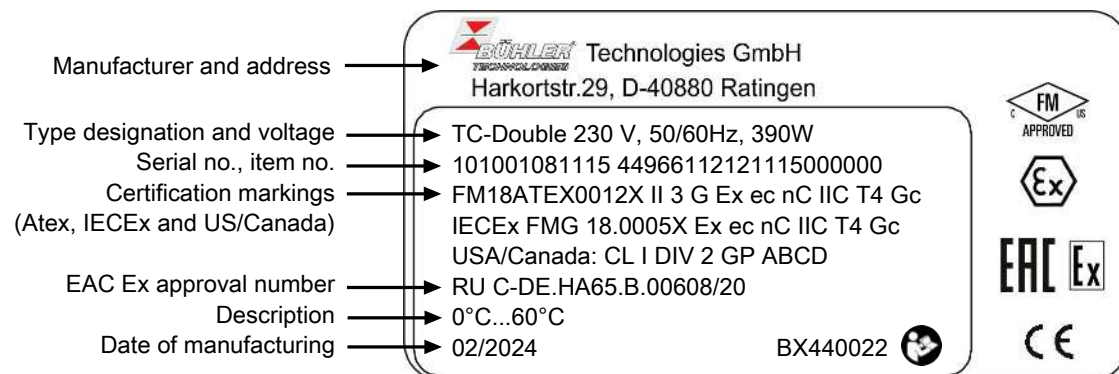 BÜHLER Technologies GmbH
TECHNOLOGIES
Manufacturer and address
Harkortstr.29, D-40880 Ratingen
FM
C US
APPROVED
Type designation and voltage
TC-Double 230 V, 50/60Hz, 390W
Serial no., item no.
101001081115 44966112121115000000
Certification markings
FM18ATEX0012X II 3 G Ex ec nC IIC T4 Gc
(Atex, IECEx and US/Canada)
IECEx FMG 18.0005X Ex ec nC IIC T4 Gc
USA/Canada: CL I DIV 2 GP ABCD
Ex
EAC Ex approval number
RU C-DE.HA65.B.00608/20
EAC Ex
Description
0°C...60°C
Date of manufacturing
02/2024 BX440022
CE